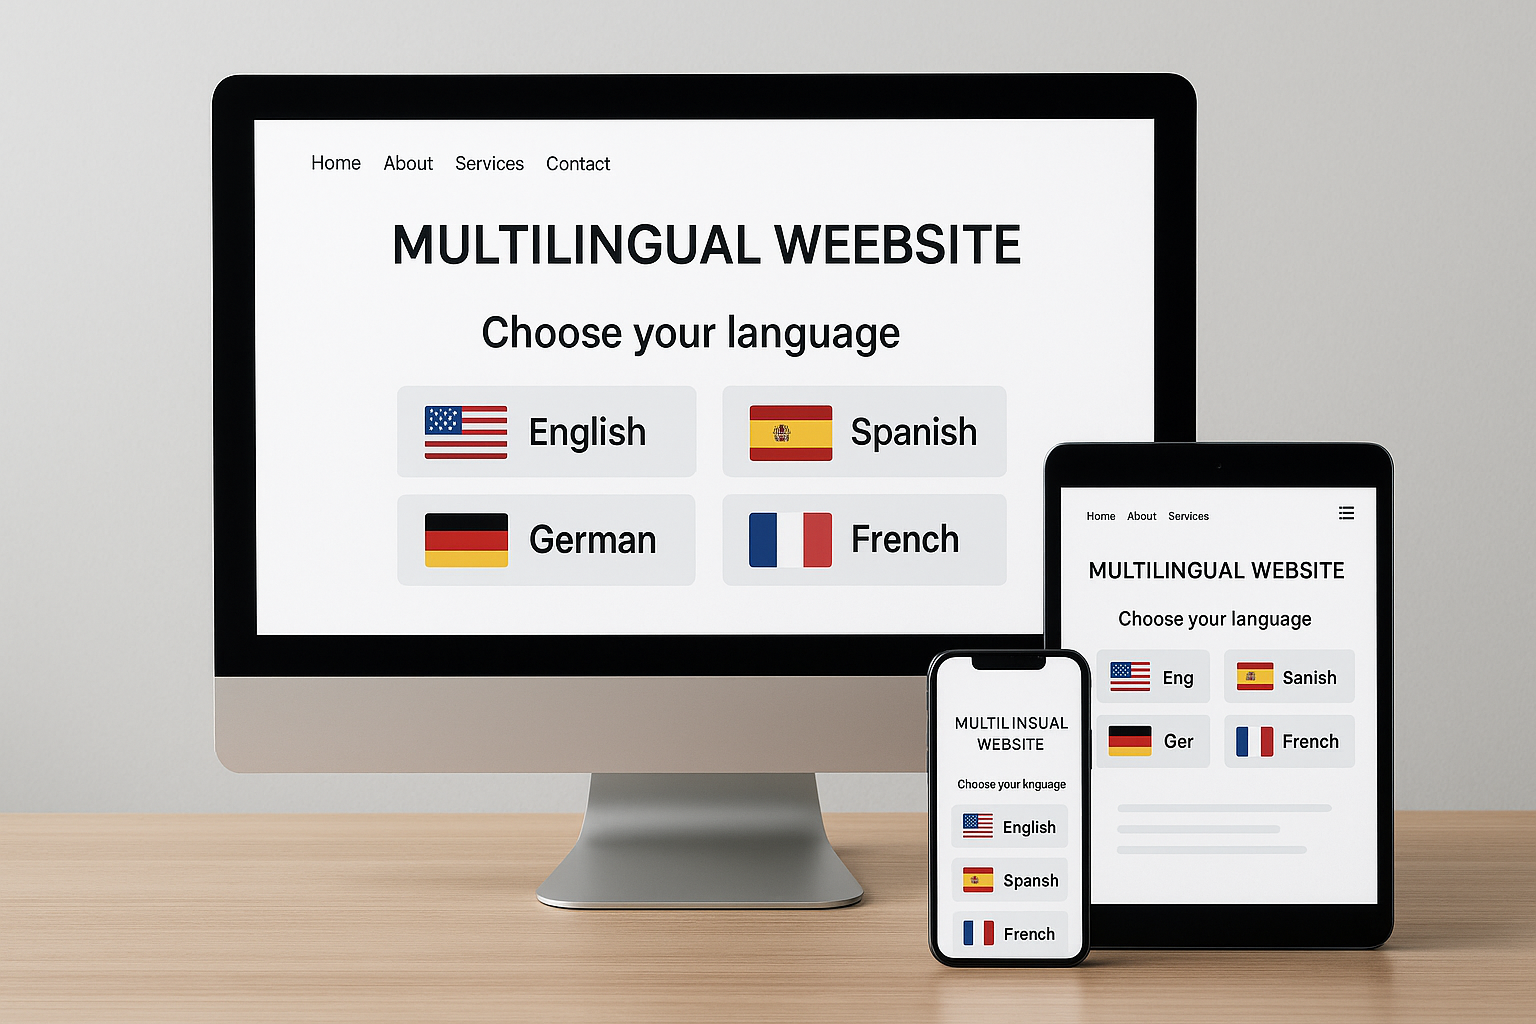 Home About Services Contact
MULTILINGUAL WEEBSITE
Choose your language
English
Spanish
German
French
Home About Services
MULTILINGUAL WEBSITE
Choose your language
Eng
Sanish
Ger
French
MULTILINSUAL
WEBSITE
Choose your knguage
English
Spansh
French